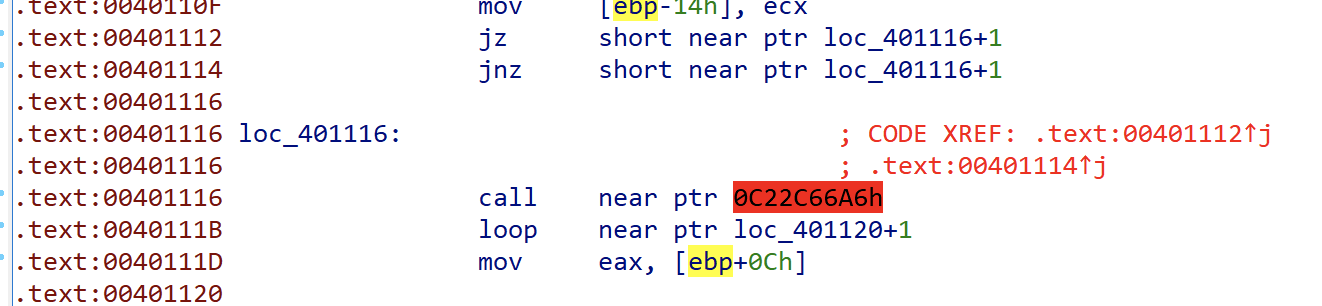 .text:0040110F mov [ebp-14h], ecx
.text:00401112 jz short near ptr loc_401116+1
.text:00401114 jnz short near ptr loc_401116+1
.text:00401116
.text:00401116 loc_401116: ; CODE XREF: .text:00401112↑j
.text:00401116 ; .text:00401114↑j
.text:00401116 call near ptr 0C22C66A6h
.text:0040111B loop near ptr loc_401120+1
.text:0040111D mov eax, [ebp+0Ch]
.text:00401120